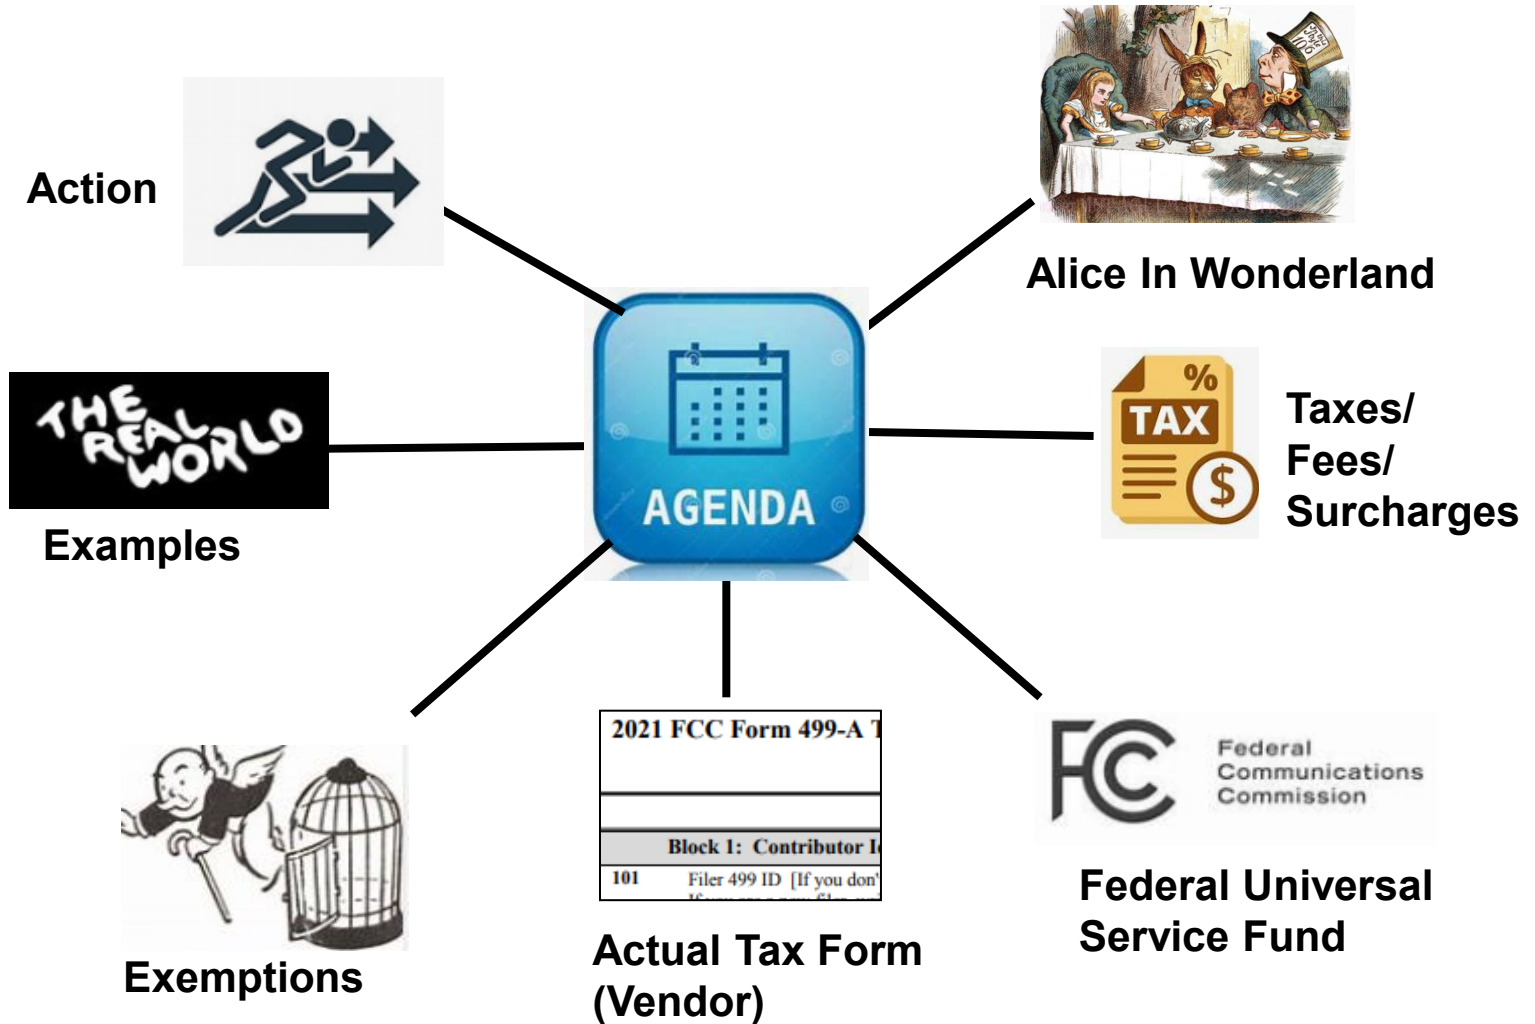 Action
Alice In Wonderland
THE
REAL
WORLD
Examples
AGENDA
%
TAX
$
Taxes/
Fees/
Surcharges
Exemptions
2021 FCC Form 499-A
Block 1: Contributor
101 Filer 499 ID [If you don'
Actual Tax Form
(Vendor)
FCC
Federal
Communications
Commission
Federal Universal
Service Fund